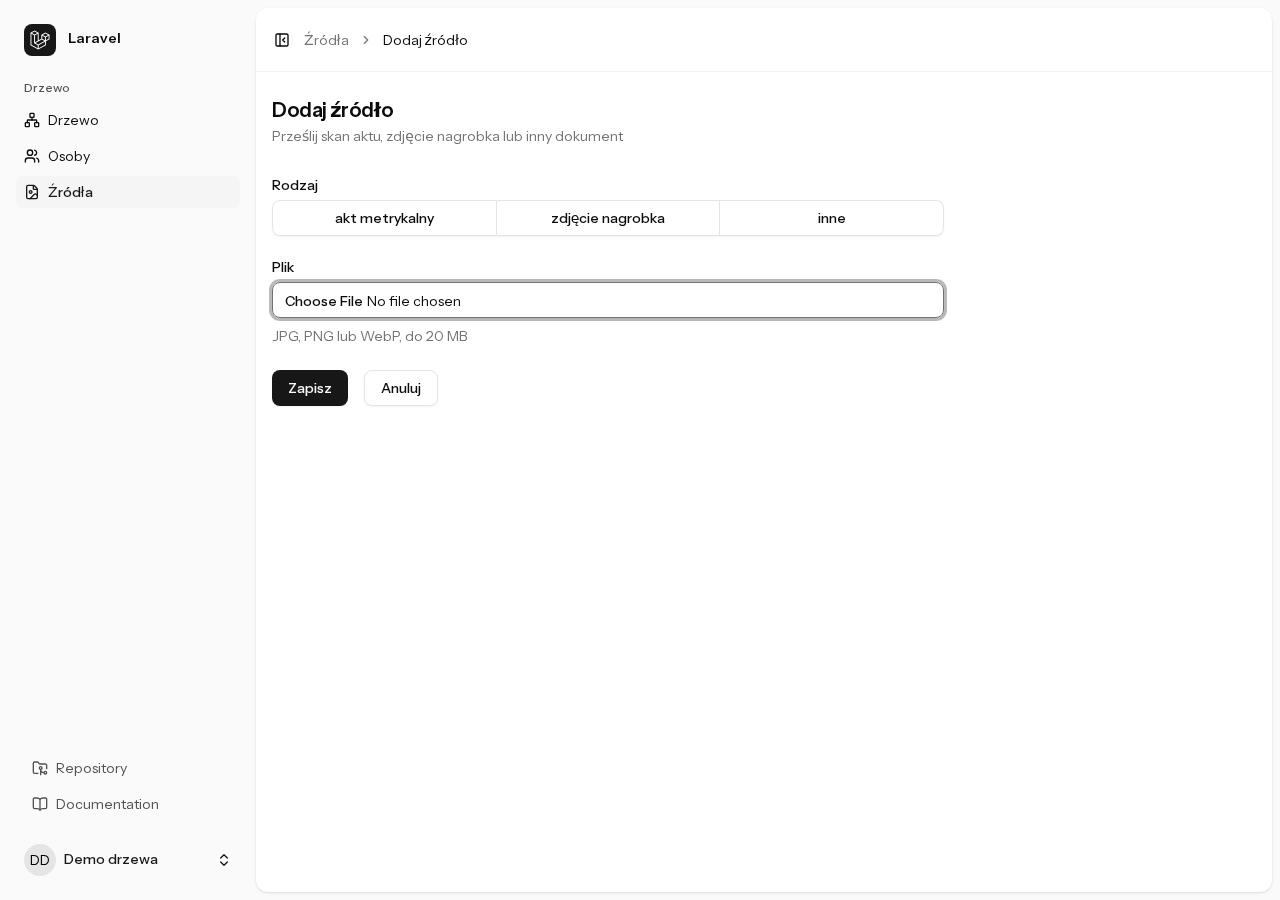 Laravel
Drzewo
Drzewo
Osoby
Źródła
Repository
Documentation
DD
Demo drzewa
Źródła
Dodaj źródło
Dodaj źródło
Prześlij skan aktu, zdjęcie nagrobka lub inny dokument
Rodzaj
akt metrykalny
zdjęcie nagrobka
inne
Plik
Choose File No file chosen
JPG, PNG lub WebP, do 20 MB
Zapisz
Anuluj